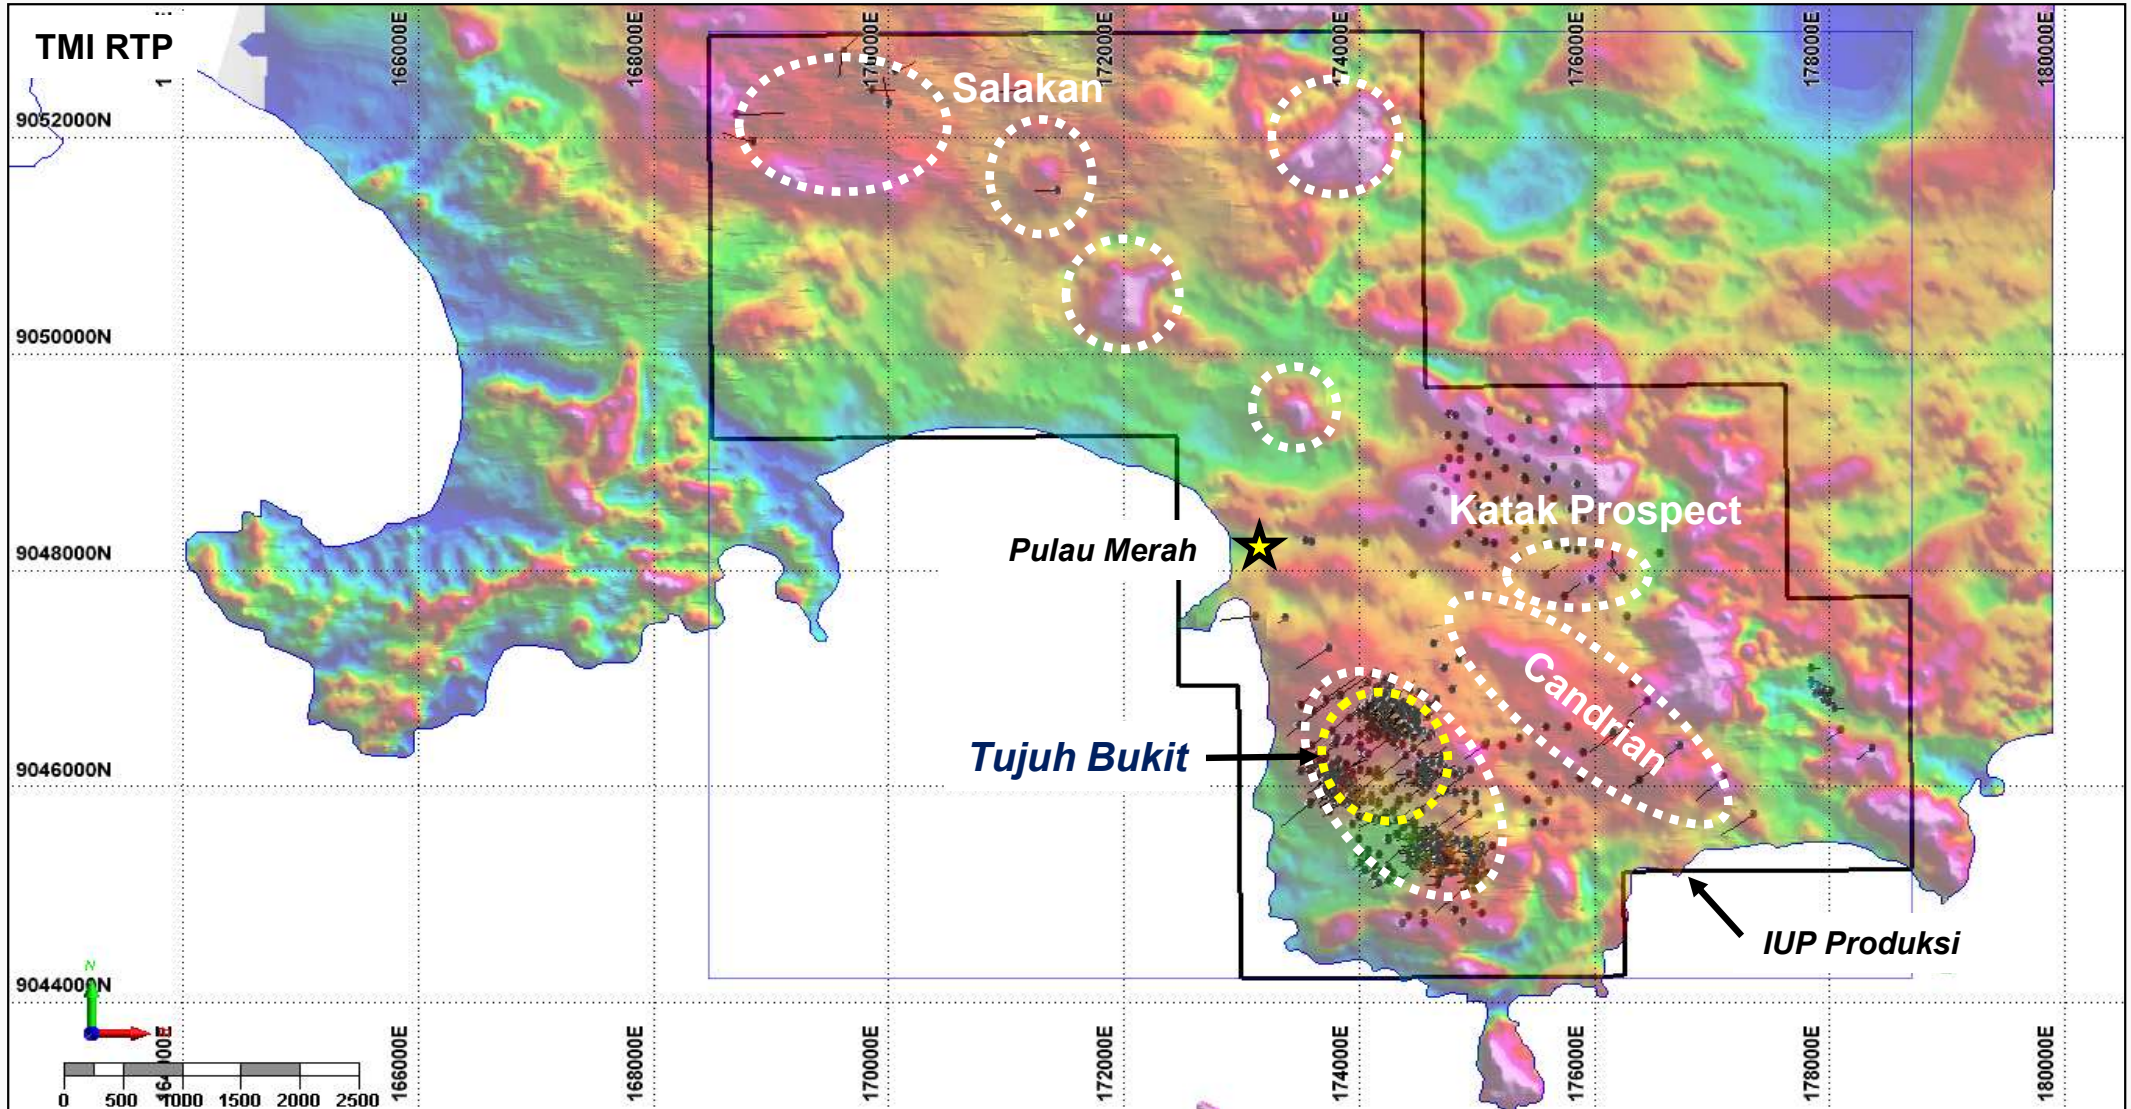 TMI RTP
166000E
168000E
170000E
172000E
174000E
176000E
178000E
180000E
Salakan
9052000N
9050000N
Katak Prospect
9048000N
Pulau Merah
Candrian
Tujuh Bukit
9046000N
IUP Produksi
9044000N
N
166000E
168000E
170000E
172000E
174000E
176000E
178000E
180000E
0 500 1000 1500 2000 2500